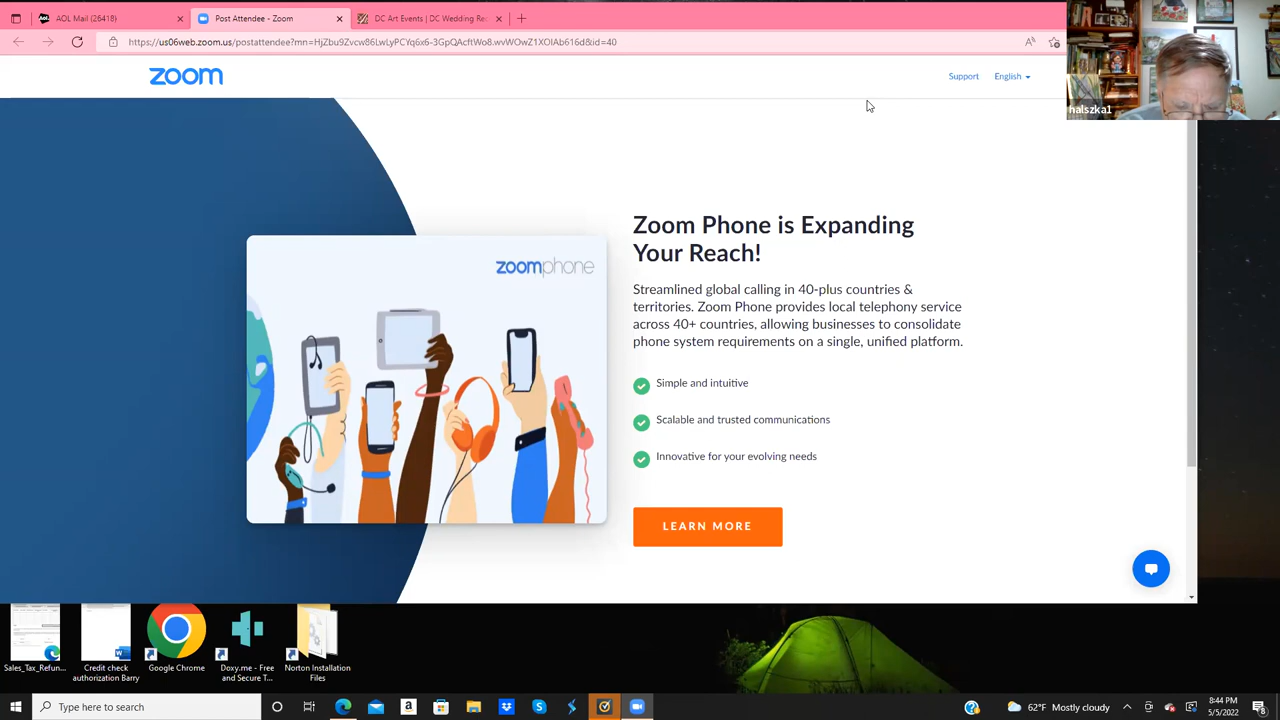 AOL Mail (26418)
Post Attendee - Zoom
DC Art Events | DC Wedding Re
https://us06web.zoom.us/postattendee?mn=HjZbu9Zvcw86LwLyPCYq6x6-3GpQAcftWo8.wvWOwZ1XOIAb616d&id=40
zoom
Support
English
halszka1
zoomphone
Zoom Phone is Expanding
Your Reach!
Streamlined global calling in 40-plus countries &
territories. Zoom Phone provides local telephony service
across 40+ countries, allowing businesses to consolidate
phone system requirements on a single, unified platform.
Simple and intuitive
Scalable and trusted communications
Innovative for your evolving needs
LEARN MORE
Sales_Tax_Refun...
Credit check
authorization Barry
Google Chrome
Doxy.me - Free
and Secure T...
Norton Installation
Files
Type here to search
62°F Mostly cloudy
8:44 PM
5/5/2022
8